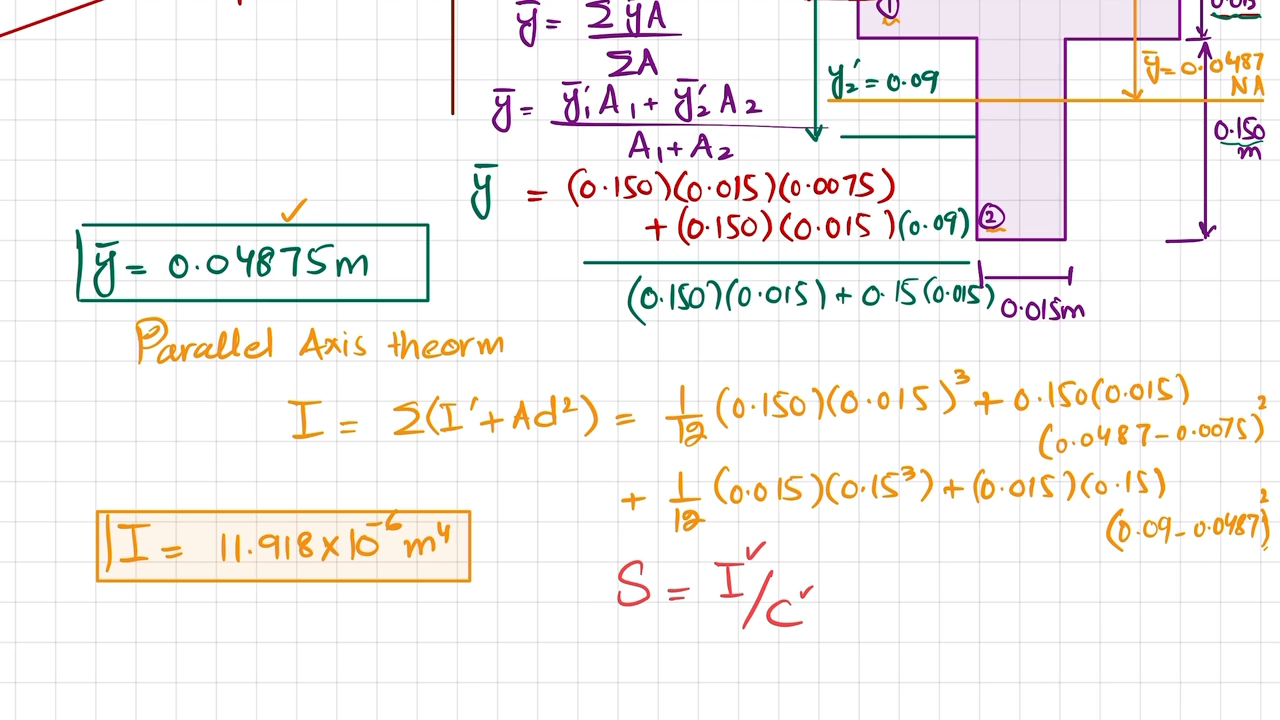 ȳ = ΣȳA / ΣA
ȳ = ȳ₁'A₁ + ȳ₂'A₂ / A₁ + A₂
ȳ = (0.150)(0.015)(0.0075)
+ (0.150)(0.015)(0.09)
(0.150)(0.015) + 0.15(0.015)
①
y₂' = 0.09
②
0.015
ȳ = 0.0487
NA
0.150
m
0.015m
ȳ = 0.04875m
Parallel Axis theorm
I = Σ(I' + Ad²) = 1/12 (0.150)(0.015)³ + 0.150(0.015)
(0.0487 - 0.0075)²
+ 1/12 (0.015)(0.15³) + (0.015)(0.15)
(0.09 - 0.0487)²
I = 11.918 x 10⁻⁶ m⁴
S = I/C